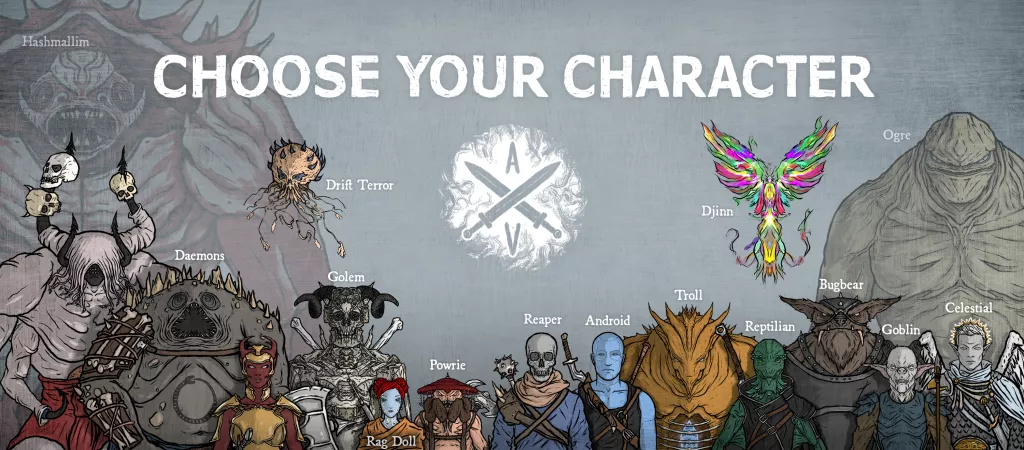 Hashmallim
CHOOSE YOUR CHARACTER
Ogre
A
Drift Terror
Djinn
V
Daemons
Golem
Bugbear
Troll
Celestial
Reaper
Android
Reptilian
Goblin
Powrie
Rag Doll